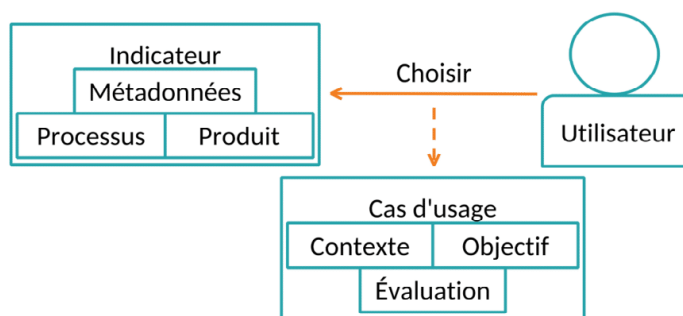 Indicateur
Métadonnées
Processus
Produit
Choisir
Utilisateur
Cas d'usage
Contexte
Objectif
Évaluation